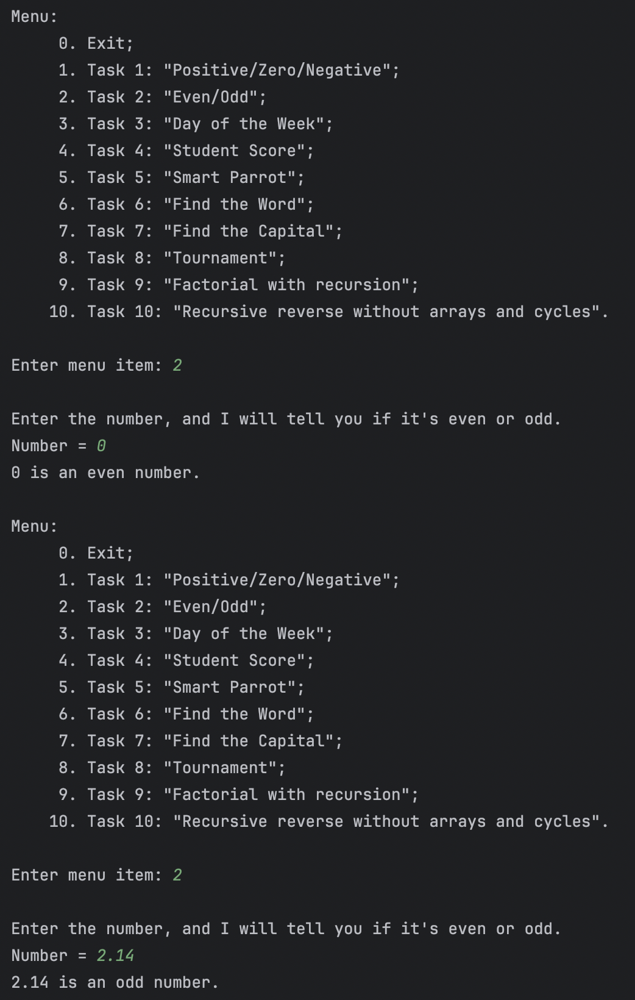 Menu:
0. Exit;
1. Task 1: "Positive/Zero/Negative";
2. Task 2: "Even/Odd";
3. Task 3: "Day of the Week";
4. Task 4: "Student Score";
5. Task 5: "Smart Parrot";
6. Task 6: "Find the Word";
7. Task 7: "Find the Capital";
8. Task 8: "Tournament";
9. Task 9: "Factorial with recursion";
10. Task 10: "Recursive reverse without arrays and cycles".
Enter menu item: 2
Enter the number, and I will tell you if it's even or odd.
Number = 0
0 is an even number.
Menu:
0. Exit;
1. Task 1: "Positive/Zero/Negative";
2. Task 2: "Even/Odd";
3. Task 3: "Day of the Week";
4. Task 4: "Student Score";
5. Task 5: "Smart Parrot";
6. Task 6: "Find the Word";
7. Task 7: "Find the Capital";
8. Task 8: "Tournament";
9. Task 9: "Factorial with recursion";
10. Task 10: "Recursive reverse without arrays and cycles".
Enter menu item: 2
Enter the number, and I will tell you if it's even or odd.
Number = 2.14
2.14 is an odd number.